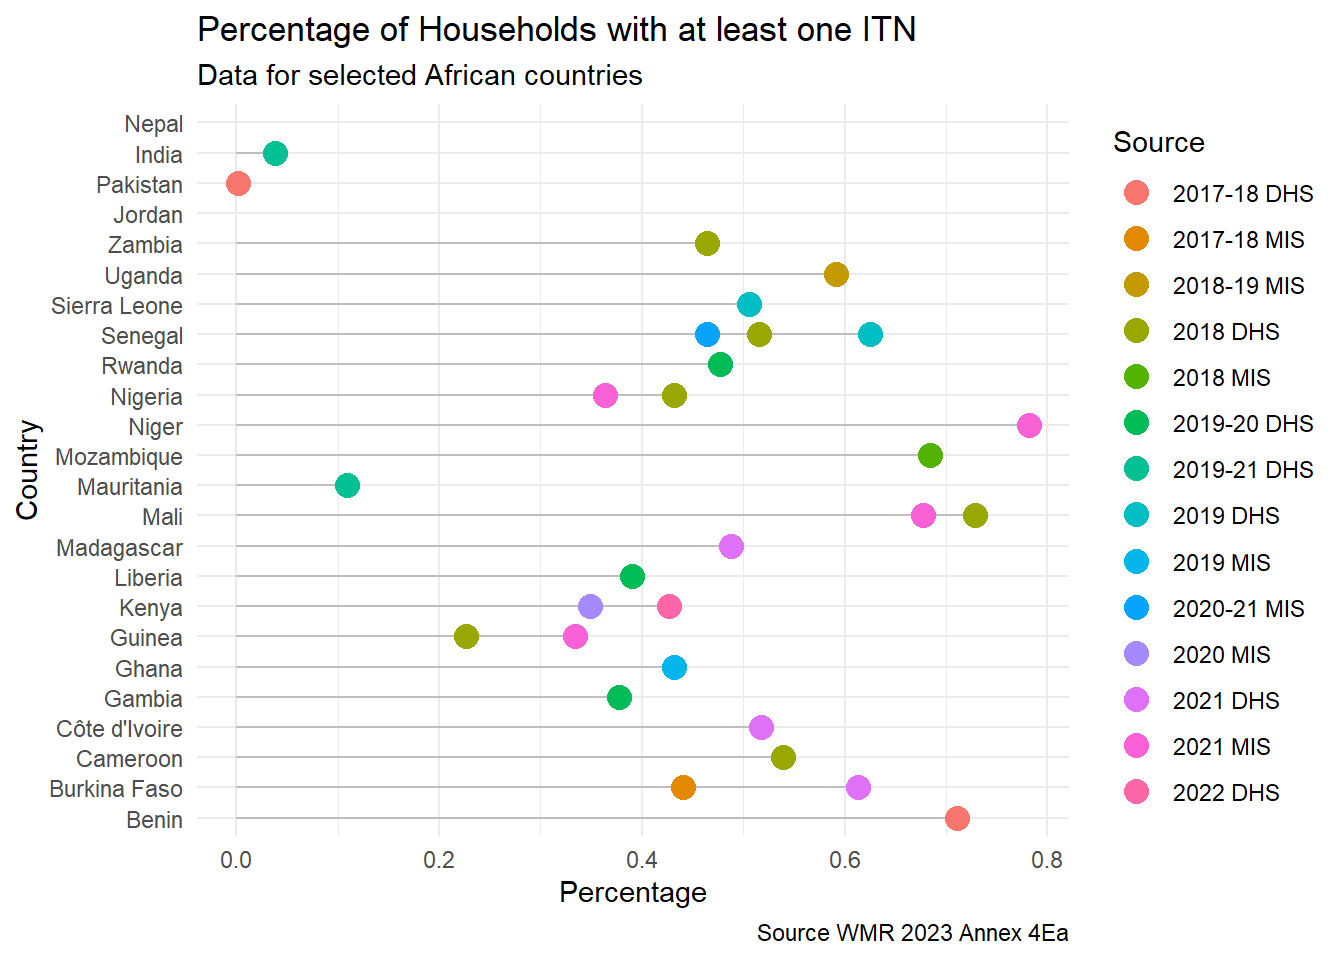 Percentage of Households with at least one ITN
Data for selected African countries
Nepal
India
Pakistan
Jordan
Zambia
Uganda
Sierra Leone
Senegal
Rwanda
Nigeria
Niger
Mozambique
Mauritania
Mali
Madagascar
Liberia
Kenya
Guinea
Ghana
Gambia
Côte d'Ivoire
Cameroon
Burkina Faso
Benin
Country
0.0 0.2 0.4 0.6 0.8
Percentage
Source
2017-18 DHS
2017-18 MIS
2018-19 MIS
2018 DHS
2018 MIS
2019-20 DHS
2019-21 DHS
2019 DHS
2019 MIS
2020-21 MIS
2020 MIS
2021 DHS
2021 MIS
2022 DHS
Source WMR 2023 Annex 4Ea